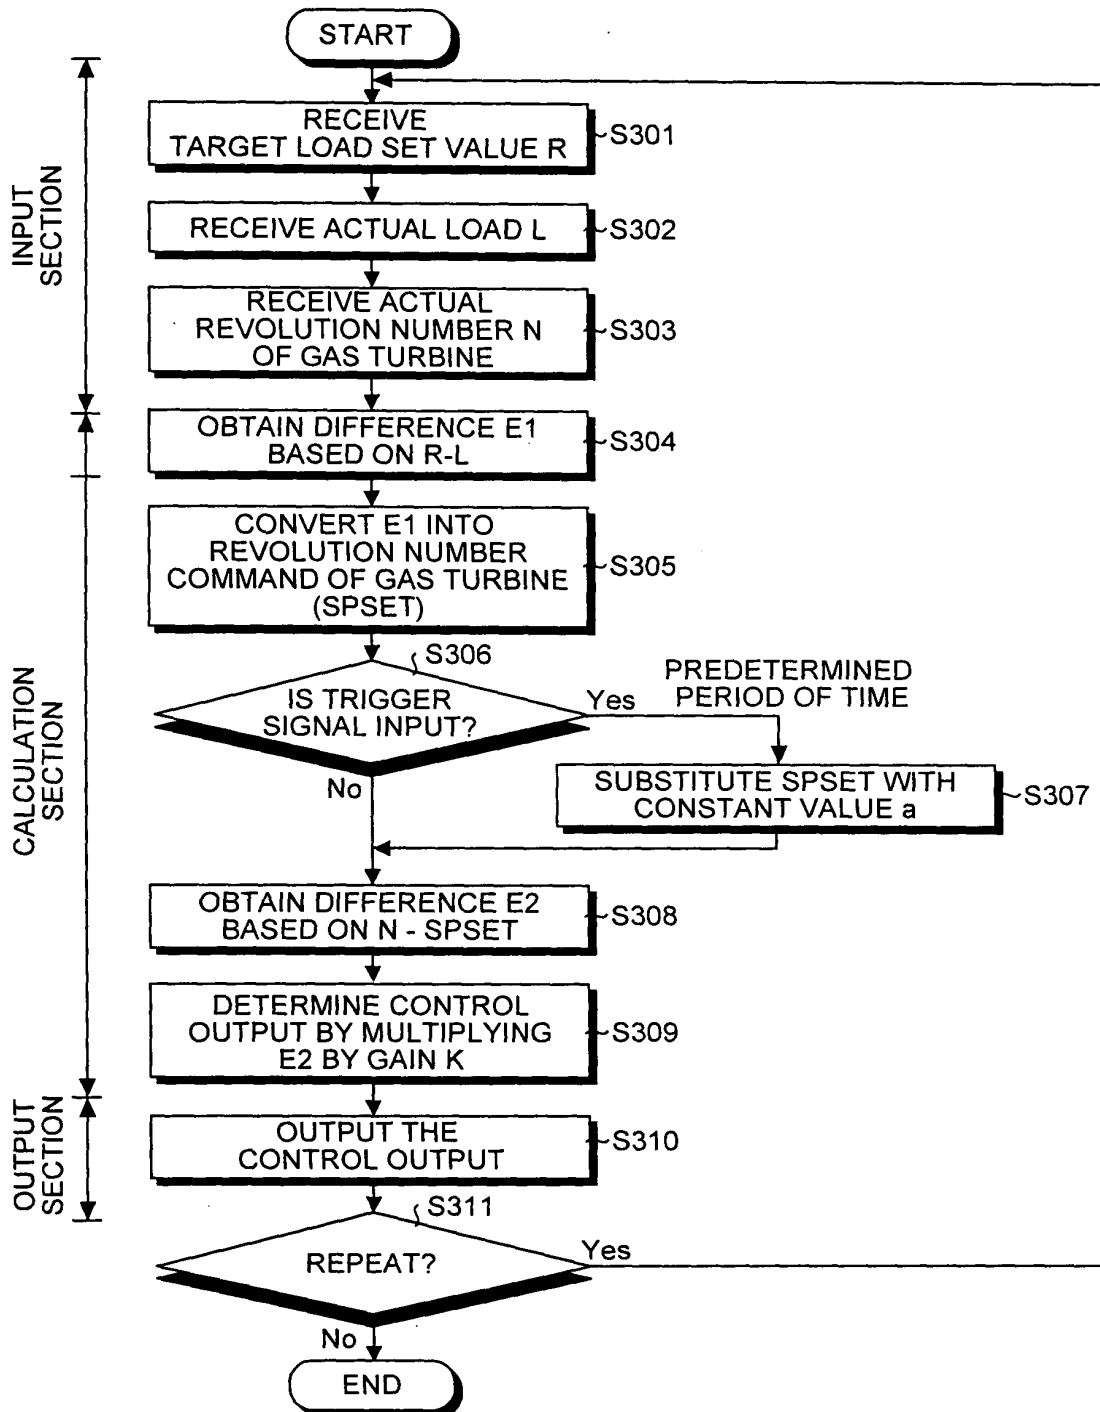 START
RECEIVE
TARGET LOAD SET VALUE R
S301
RECEIVE ACTUAL LOAD L
S302
RECEIVE ACTUAL
REVOLUTION NUMBER N
OF GAS TURBINE
S303
INPUT
SECTION
OBTAIN DIFFERENCE E1
BASED ON R-L
S304
CONVERT E1 INTO
REVOLUTION NUMBER
COMMAND OF GAS TURBINE
(SPSET)
S305
S306
IS TRIGGER
SIGNAL INPUT?
Yes
PREDETERMINED
PERIOD OF TIME
No
SUBSTITUTE SPSET WITH
CONSTANT VALUE a
S307
CALCULATION
SECTION
OBTAIN DIFFERENCE E2
BASED ON N - SPSET
S308
DETERMINE CONTROL
OUTPUT BY MULTIPLYING
E2 BY GAIN K
S309
OUTPUT
SECTION
OUTPUT THE
CONTROL OUTPUT
S310
S311
REPEAT?
Yes
No
END